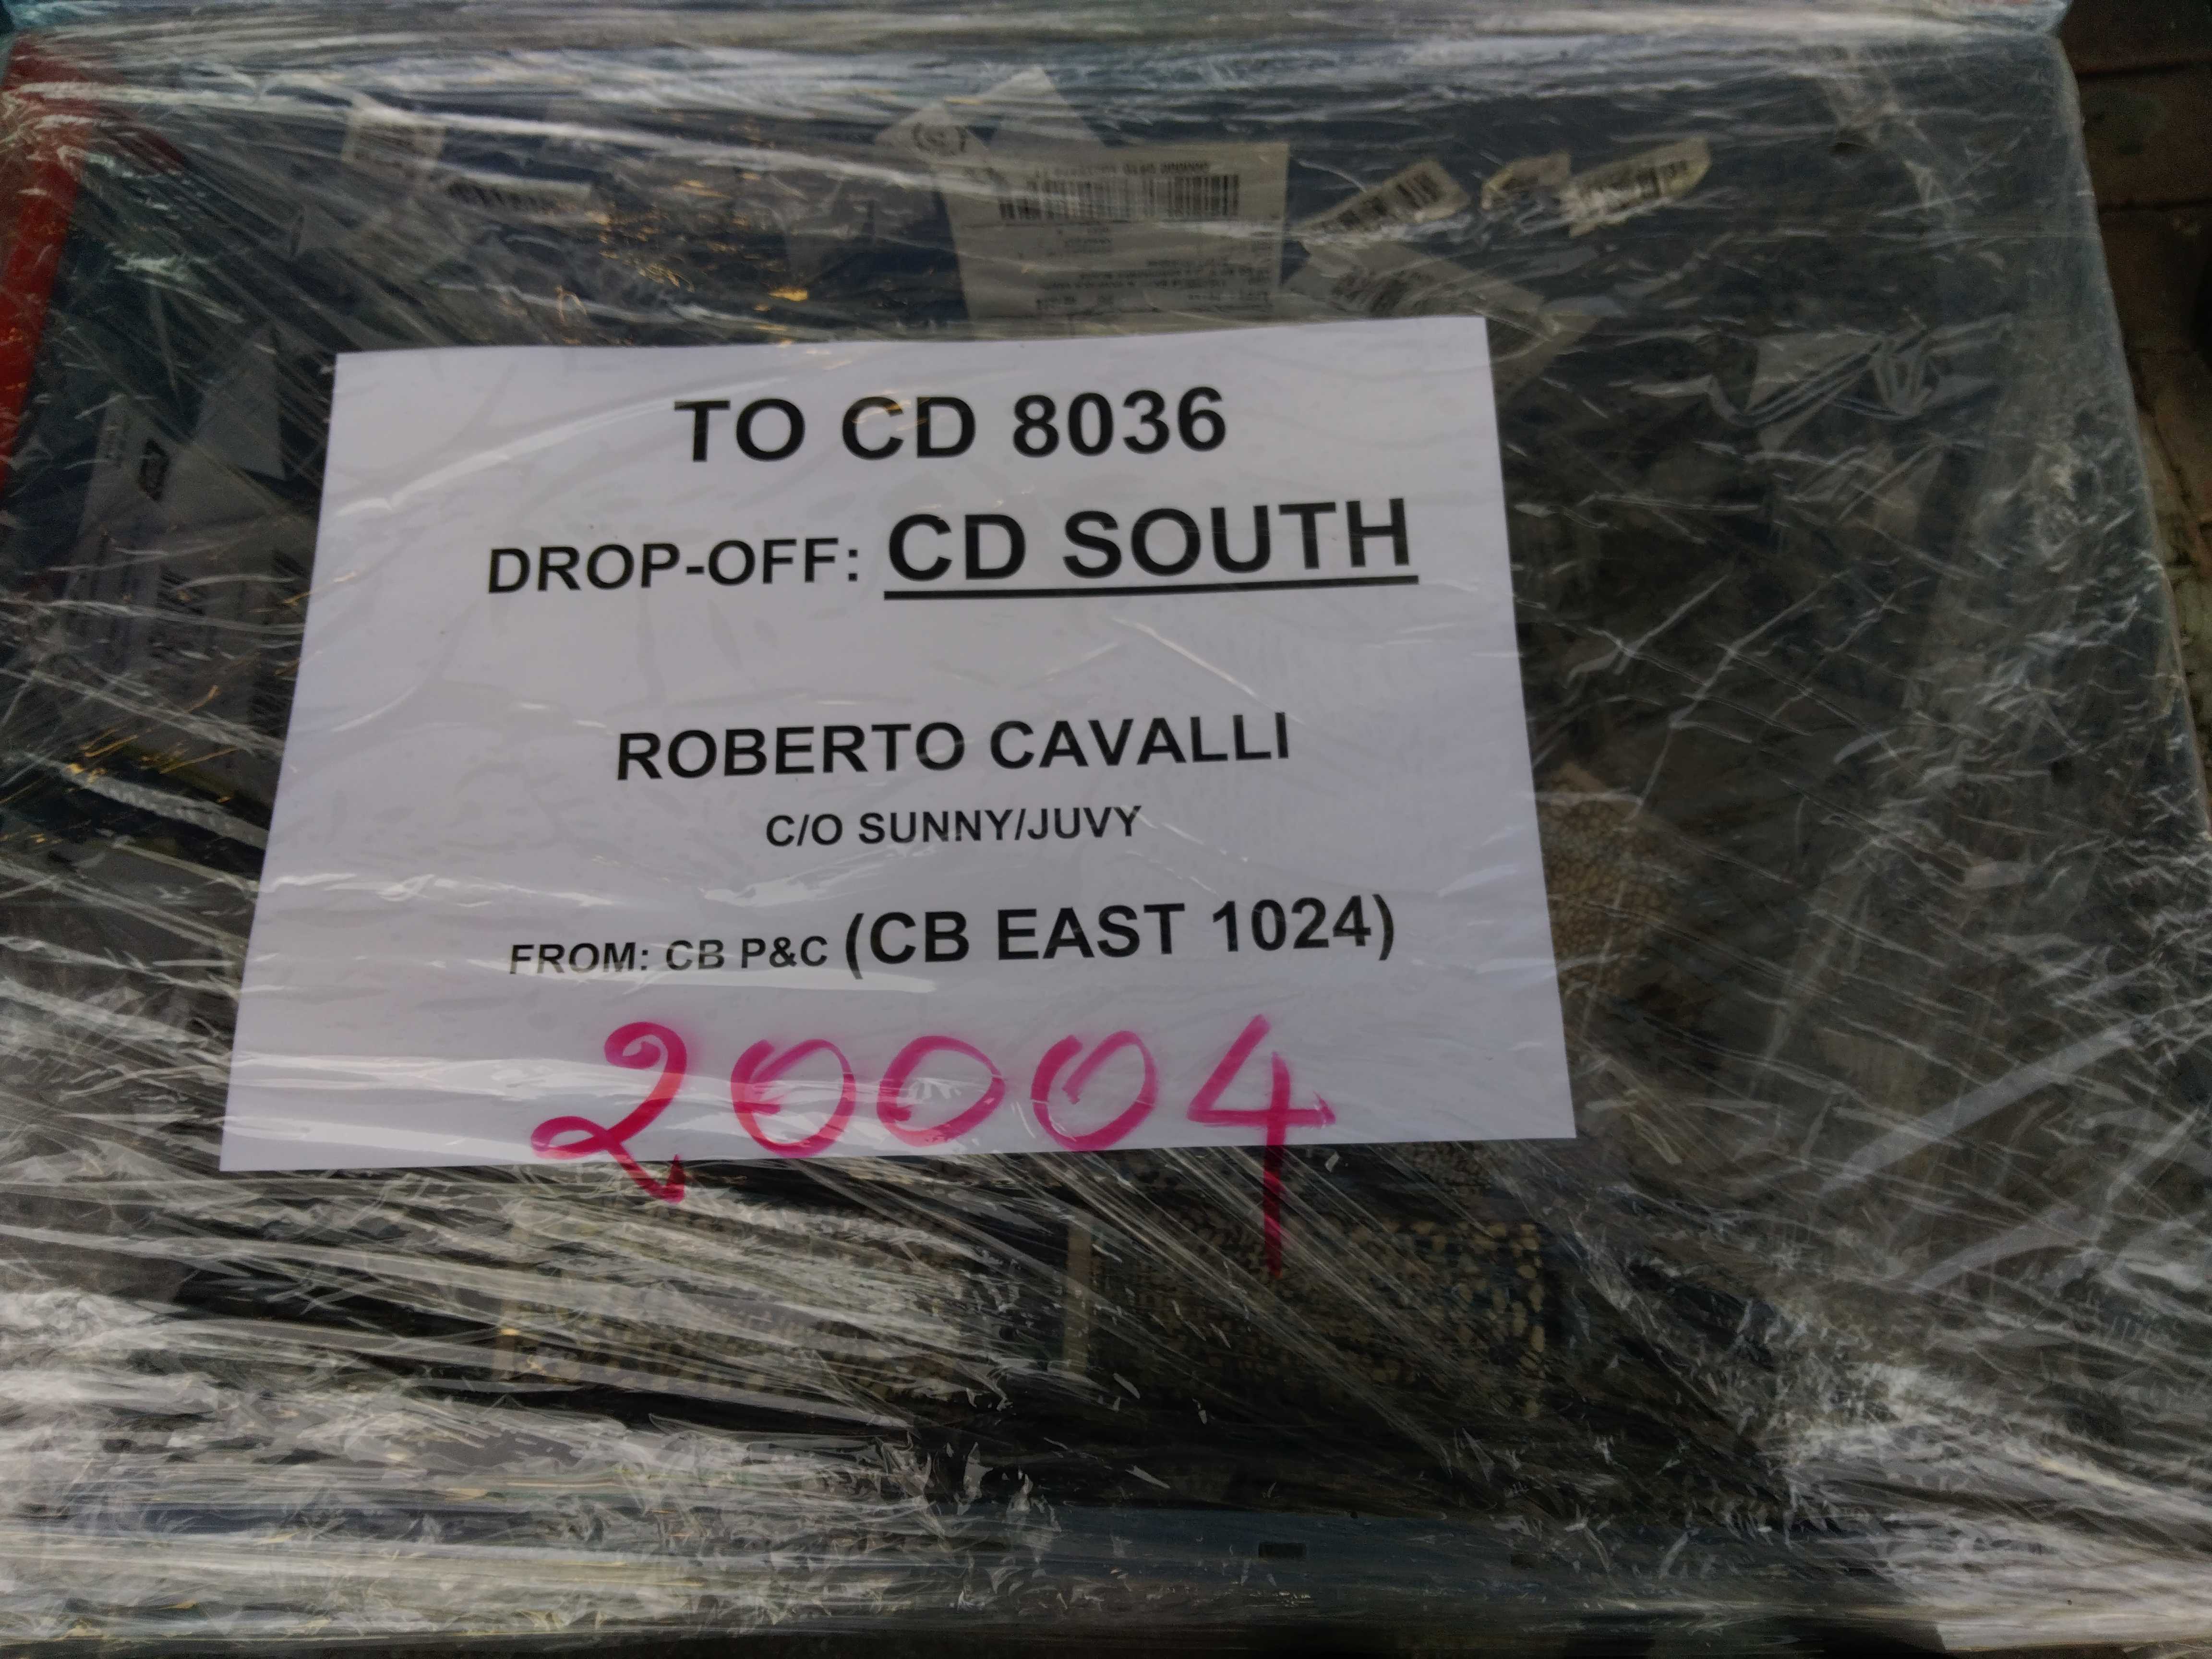 TO CD 8036
DROP-OFF: CD SOUTH
ROBERTO CAVALLI
C/O SUNNY/JUVY
FROM: CB P&C (CB EAST 1024)
20004